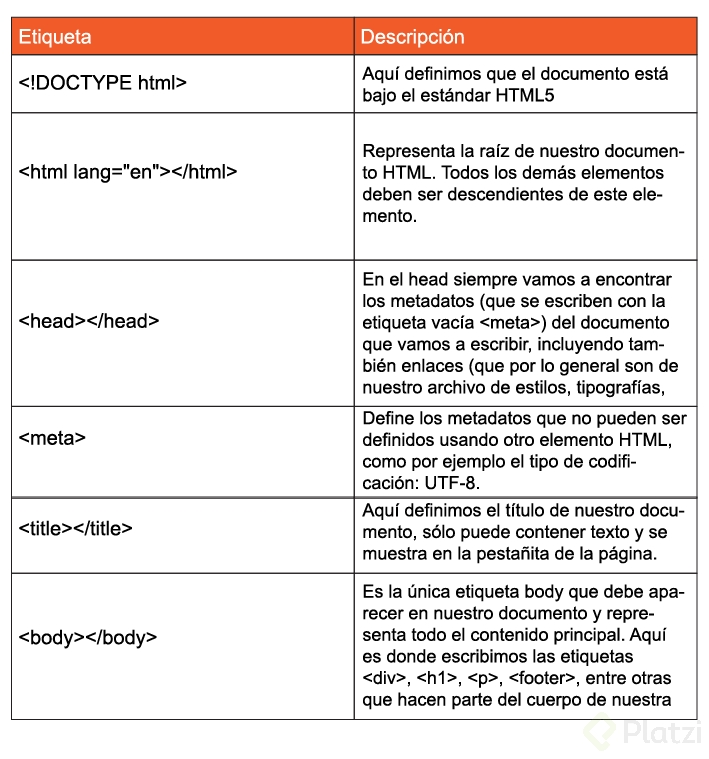 Etiqueta
Descripción
<!DOCTYPE html>
Aquí definimos que el documento está
bajo el estándar HTML5
<html lang="en"></html>
Representa la raíz de nuestro documen-
to HTML. Todos los demás elementos
deben ser descendientes de este ele-
mento.
<head></head>
En el head siempre vamos a encontrar
los metadatos (que se escriben con la
etiqueta vacía <meta>) del documento
que vamos a escribir, incluyendo tam-
bién enlaces (que por lo general son de
nuestro archivo de estilos, tipografías,
<meta>
Define los metadatos que no pueden ser
definidos usando otro elemento HTML,
como por ejemplo el tipo de codifi-
cación: UTF-8.
<title></title>
Aquí definimos el título de nuestro docu-
mento, sólo puede contener texto y se
muestra en la pestañita de la página.
<body></body>
Es la única etiqueta body que debe apa-
recer en nuestro documento y repre-
senta todo el contenido principal. Aquí
es donde escribimos las etiquetas
<div>, <h1>, <p>, <footer>, entre otras
que hacen parte del cuerpo de nuestra
Platzi